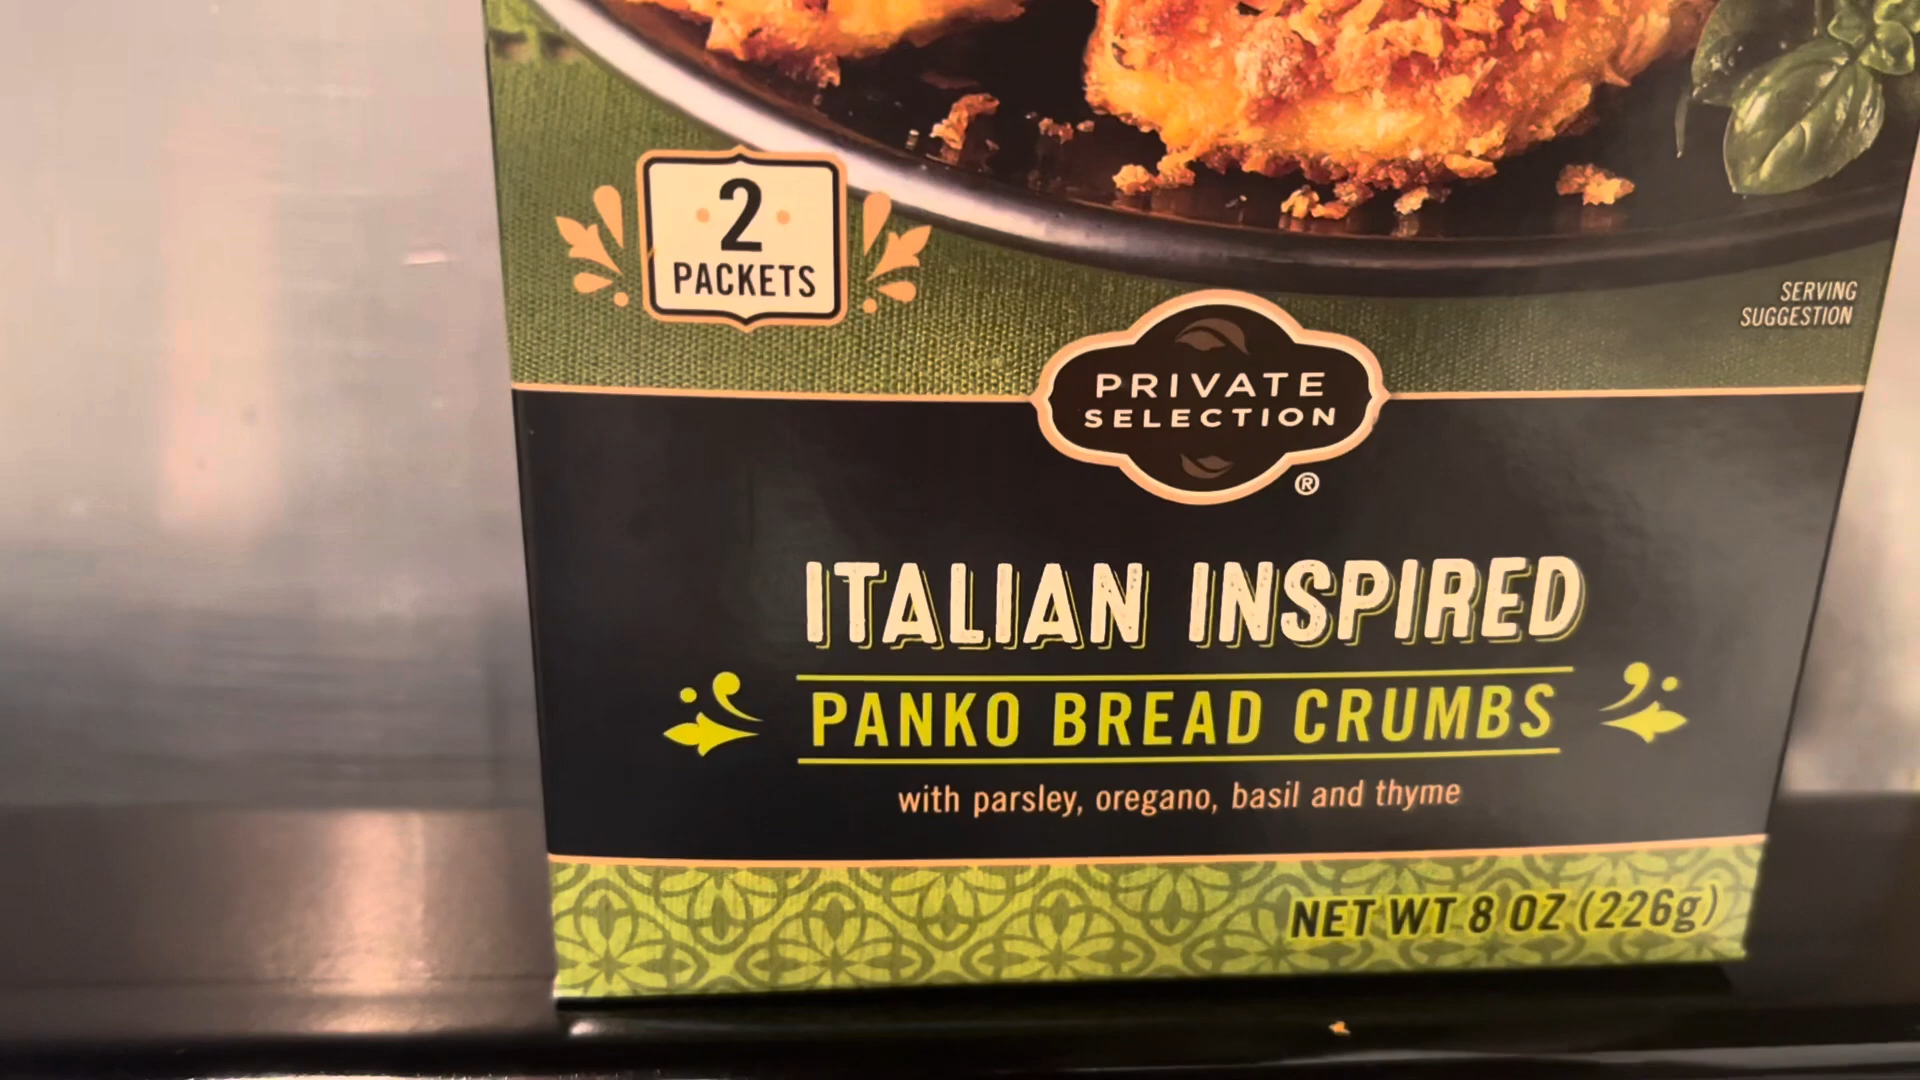 2
PACKETS
SERVING
SUGGESTION
PRIVATE
SELECTION
®
ITALIAN INSPIRED
PANKO BREAD CRUMBS
with parsley, oregano, basil and thyme
NET WT 8 OZ (226g)